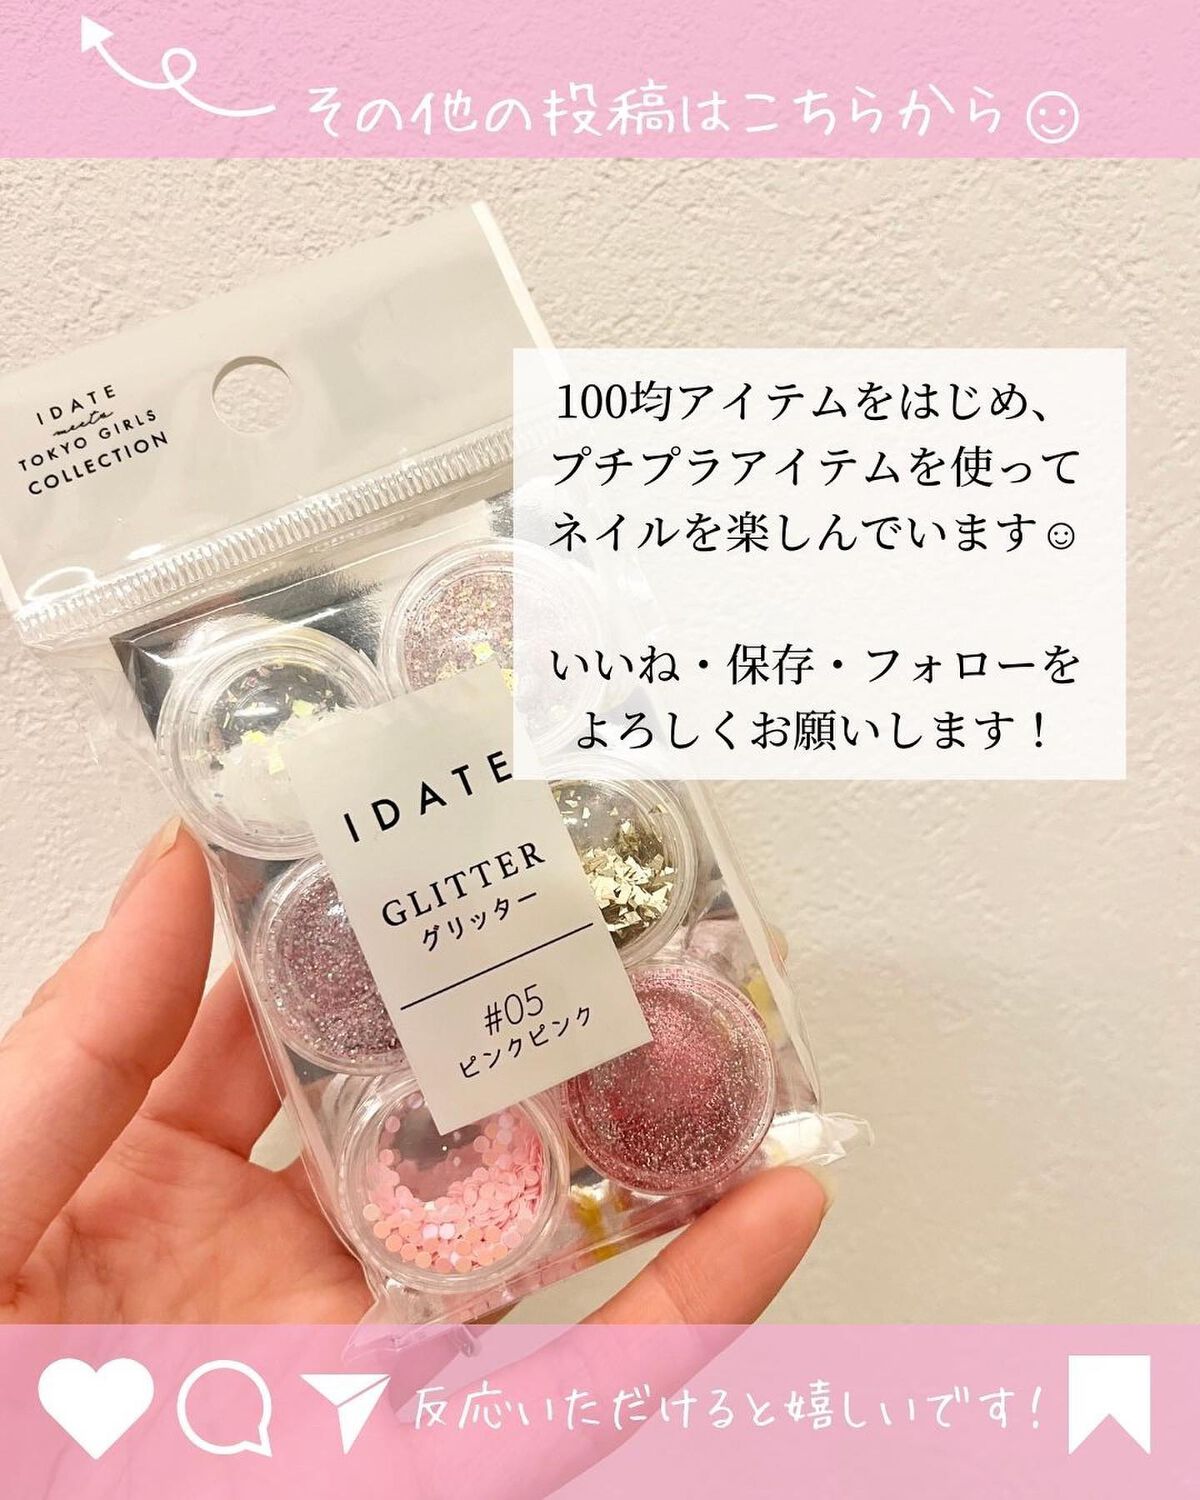 その他の投稿はこちらから☺
IDATE
meets
TOKYO GIRLS
COLLECTION
100均アイテムをはじめ、
プチプラアイテムを使って
ネイルを楽しんでいます☺
いいね・保存・フォローを
よろしくお願いします！
IDATE
GLITTER
グリッター
#05
ピンクピンク
反応いただけると嬉しいです！